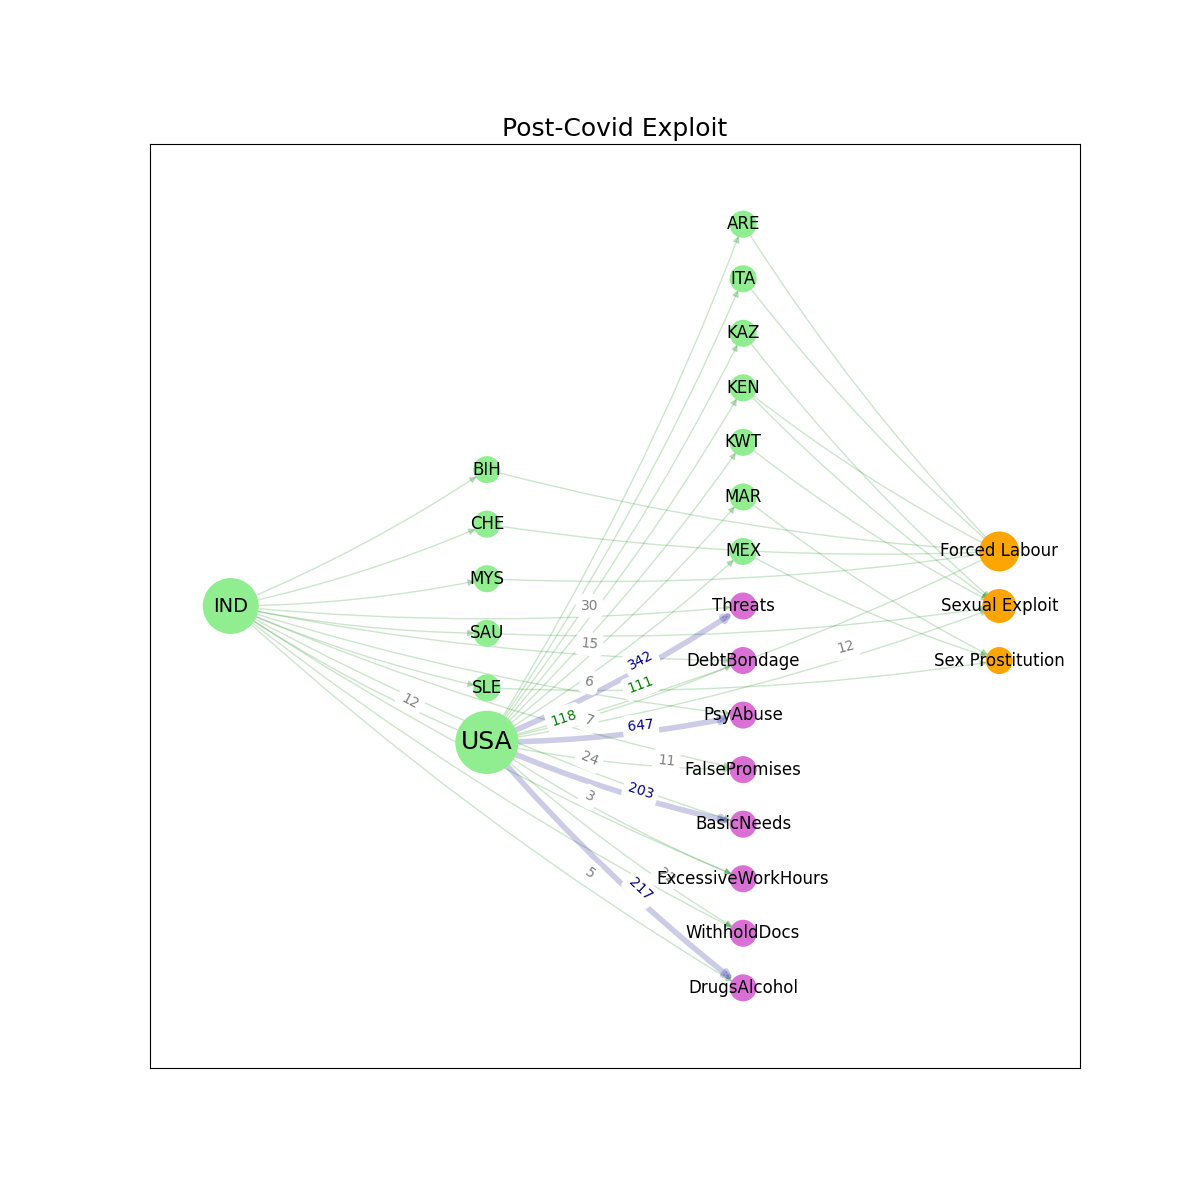 Post-Covid Exploit
ARE
ITA
KAZ
KEN
KWT
BIH
MAR
CHE
MEX
Forced Labour
MYS
IND
30
Threats
Sexual Exploit
SAU
15
12
342
DebtBondage
Sex Prostitution
6
111
SLE
12
PsyAbuse
118
7
647
USA
24
11
FalsePromises
203
3
BasicNeeds
5
ExcessiveWorkHours
217
WithholdDocs
DrugsAlcohol